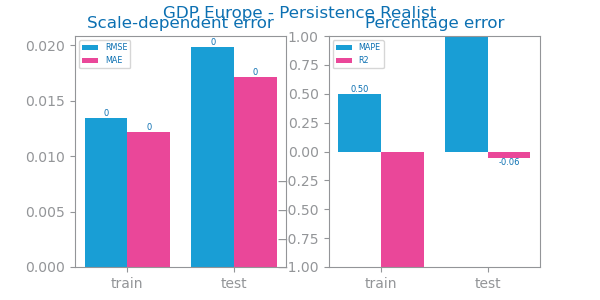 GDP Europe - Persistence Realist
Scale-dependent error
Percentage error
0.020
0.015
0.010
0.005
0.000
RMSE
MAE
0
0
0
0
train
test
1.00
0.75
0.50
0.25
0.00
0.25
0.50
0.75
1.00
MAPE
R2
0.50
-0.06
train
test